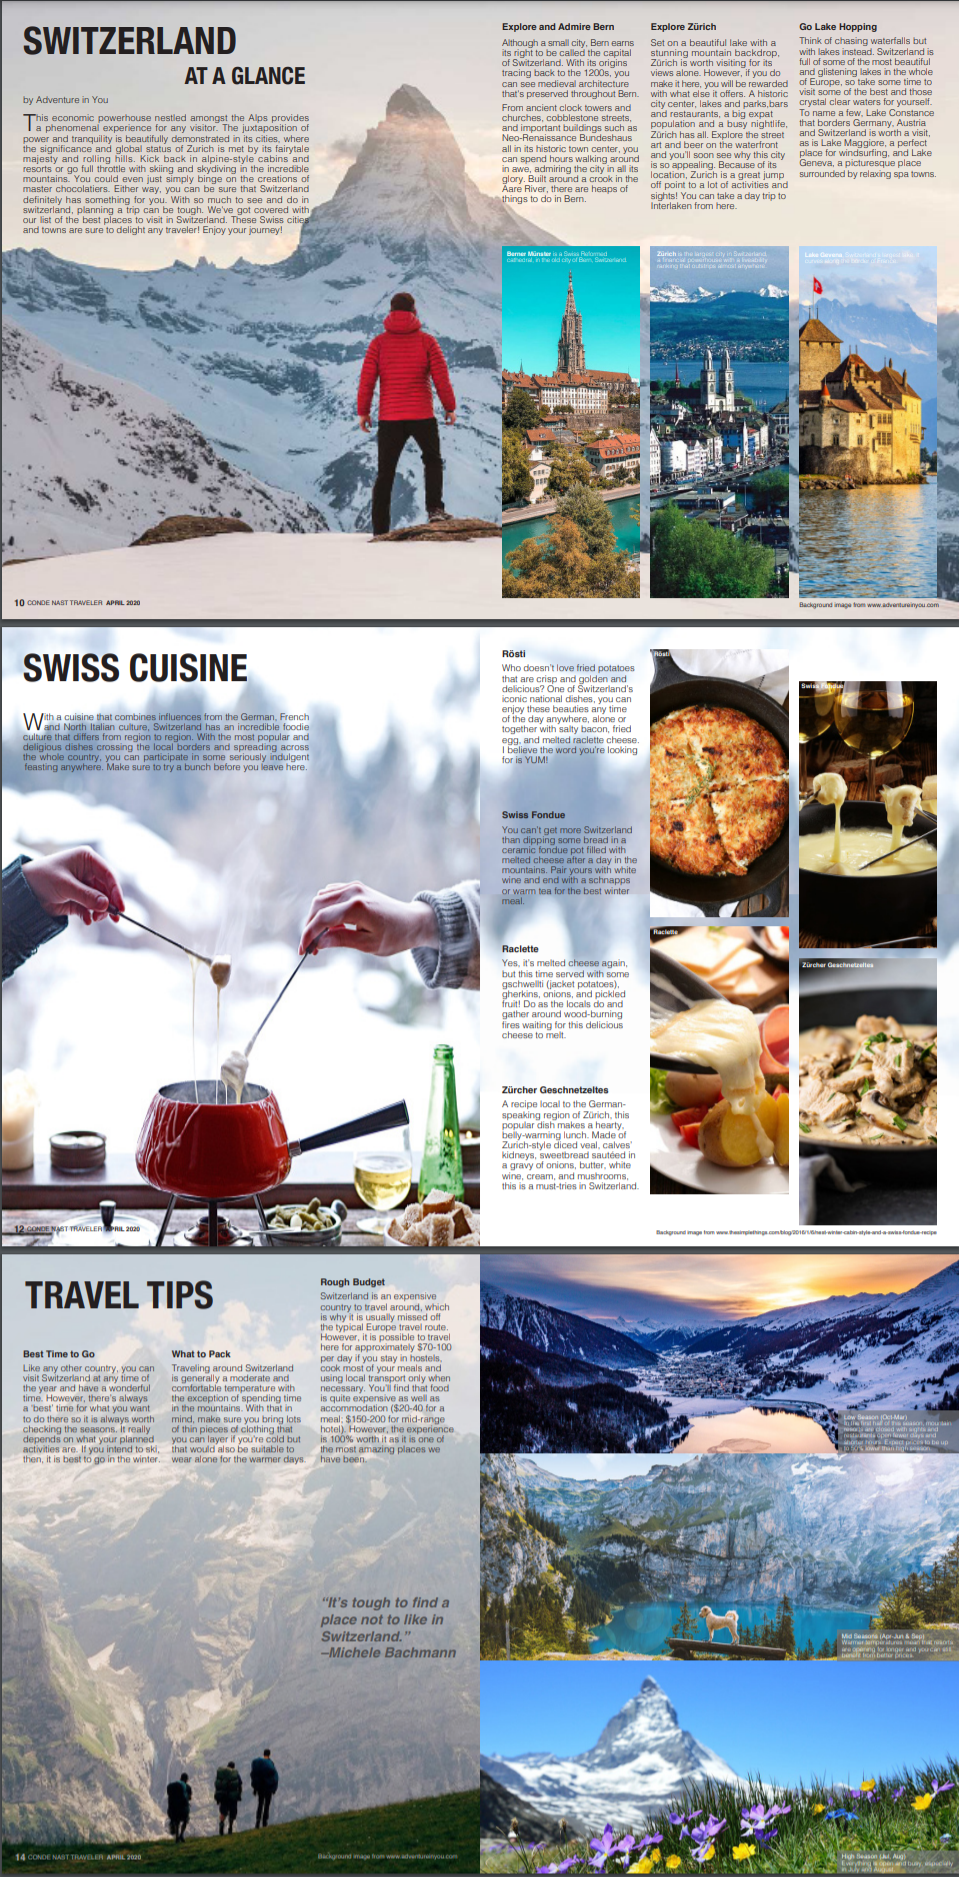 SWITZERLAND
AT A GLANCE
by Adventure in You
This economic powerhouse nestled amongst the Alps provides
a phenomenal experience for any visitor. The juxtaposition of
power and tranquility is beautifully demonstrated in its cities, where
the significance and global status of Zurich is met by its fairytale
majesty and rolling hills. Kick back in alpine-style cabins and
resorts or go full throttle with skiing and skydiving in the incredible
mountains. You could even just simply binge on the creations of
master chocolatiers. Either way, you can be sure that Switzerland
definitely has something for you. With so much to see and do in
switzerland, planning a trip can be tough. We've got covered with
our list of the best places to visit in Switzerland. These Swiss cities
and towns are sure to delight any traveler! Enjoy your journey!
10 CONDE NAST TRAVELER APRIL 2020
Explore and Admire Bern
Although a small city, Bern earns
its right to be called the capital
of Switzerland. With its origins
tracing back to the 1200s, you
can see medieval architecture
that's preserved throughout Bern.
From ancient clock towers and
churches, cobblestone streets,
and important buildings such as
Neo-Renaissance Bundeshaus
all in its historic town center, you
can spend hours walking around
in awe, admiring the city in all its
glory. Built around a crook in the
Aare River, there are heaps of
things to do in Bern.
Explore Zürich
Set on a beautiful lake with a
stunning mountain backdrop,
Zürich is worth visiting for its
views alone. However, if you do
make it here, you will be rewarded
with what else it offers. A historic
city center, lakes and parks,bars
and restaurants, a big expat
population and a busy nightlife,
Zürich has all. Explore the street
art and beer on the waterfront
and you'll soon see why this city
is so appealing. Because of its
location, Zurich is a great jump
off point to a lot of activities and
sights! You can take a day trip to
Interlaken from here.
Go Lake Hopping
Think of chasing waterfalls but
with lakes instead. Switzerland is
full of some of the most beautiful
and glistening lakes in the whole
of Europe, so take some time to
visit some of the best and those
crystal clear waters for yourself.
To name a few, Lake Constance
that borders Germany, Austria
and Switzerland is worth a visit,
as is Lake Maggiore, a perfect
place for windsurfing, and Lake
Geneva, a picturesque place
surrounded by relaxing spa towns.
Berner Münster is a Swiss Reformed
cathedral, in the old city of Bern, Switzerland
Zürich is the largest city in Switzerland,
a financial powerhouse with a liveability
ranking that outstrips almost anywhere.
Background image from www.adventureinyou.com
SWISS CUISINE
With a cuisine that combines influences from the German, French
and North Italian culture, Switzerland has an incredible foodie
culture that differs from region to region. With the most popular and
deligious dishes crossing the local borders and spreading across
the whole country, you can participate in some seriously indulgent
feasting anywhere. Make sure to try a bunch before you leave here.
12 CONDE NAST TRAVELER APRIL 2020
Rösti
Who doesn't love fried potatoes
that are crisp and golden and
delicious? One of Switzerland's
iconic national dishes, you can
enjoy these beauties any time
of the day anywhere, alone or
together with salty bacon, fried
egg, and melted raclette cheese.
I believe the word you're looking
for is YUM!
Swiss Fondue
You can't get more Switzerland
than dipping some bread in a
ceramic fondue pot filled with
melted cheese after a day in the
mountains. Pair yours with white
wine and end with a schnapps
or warm tea for the best winter
meal.
Raclette
Yes, it's melted cheese again,
but this time served with some
gschwellti (jacket potatoes),
gherkins, onions, and pickled
fruit! Do as the locals do and
gather around wood-burning
fires waiting for this delicious
cheese to melt.
Zürcher Geschnetzeltes
A recipe local to the German-
speaking region of Zürich, this
popular dish makes a hearty,
belly-warming lunch. Made of
Zurich-style diced veal, calves'
kidneys, sweetbread sautéed in
a gravy of onions, butter, white
wine, cream, and mushrooms,
this is a must-tries in Switzerland.
Rösti
Swiss Fondue
Raclette
Zürcher Geschnetzeltes
Background image from www.thesimplethings.com/blog/2016/1/6/nest-winter-cabin-style-and-a-swiss-fondue-recipe
TRAVEL TIPS
Best Time to Go
Like any other country, you can
visit Switzerland at any time of
the year and have a wonderful
time. However, there's always
a 'best' time for what you want
to do there so it is always worth
checking the seasons. It really
depends on what your planned
activities are. If you intend to ski,
then, it is best to go in the winter.
What to Pack
Traveling around Switzerland
is generally a moderate and
comfortable temperature with
the exception of spending time
in the mountains. With that in
mind, make sure you bring lots
of thin pieces of clothing that
you can layer if you're cold but
that would also be suitable to
wear alone for the warmer days.
Rough Budget
Switzerland is an expensive
country to travel around, which
is why it is usually missed off
the typical Europe travel route.
However, it is possible to travel
here for approximately $70-100
per day if you stay in hostels,
cook most of your meals and
using local transport only when
necessary. You'll find that food
is quite expensive as well as
accommodation ($20-40 for a
meal; $150-200 for mid-range
hotel). However, the experience
is 100% worth it as it is one of
the most amazing places we
have been.
"It's tough to find a
place not to like in
Switzerland."
–Michele Bachmann
14 CONDE NAST TRAVELER APRIL 2020
Background image from www.adventureinyou.com
Low Season (Oct-Mar)
Mid Seasons (Apr-Jun & Sep)
Warmer temperatures mean that resorts
are opening for longer and you can still
benefit from better prices.
High Season (Jul, Aug)
Everything is open and busy, especially
in July and August.